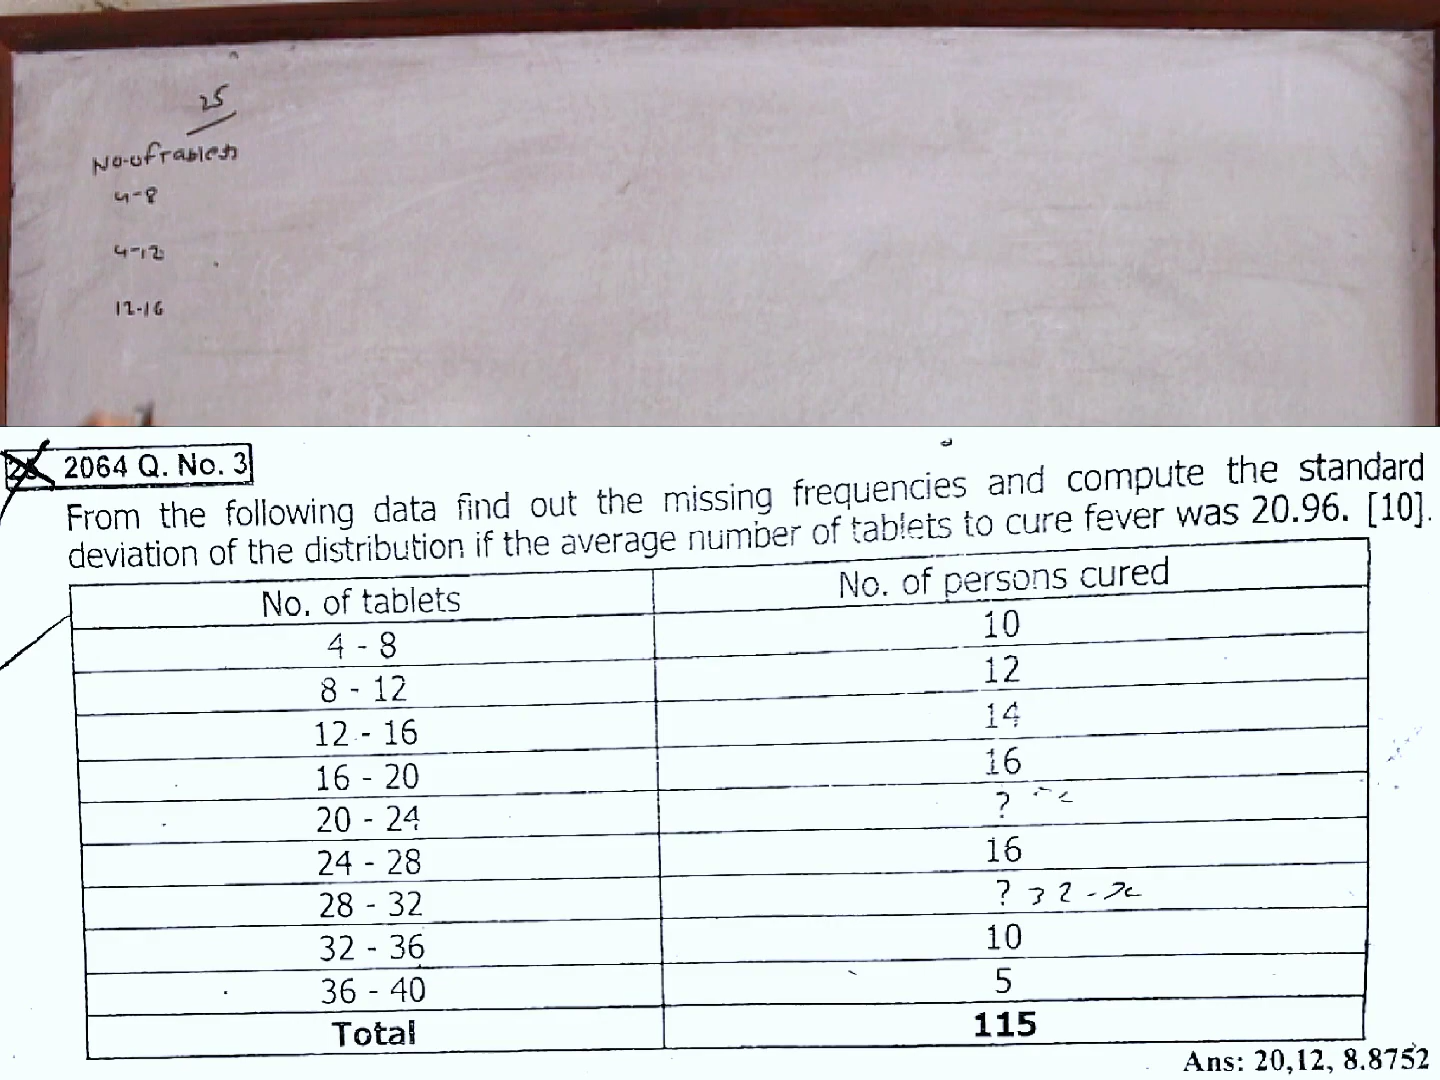 25
No. of Tablets
4-8
4-12
12-16
2064 Q. No. 3
From the following data find out the missing frequencies and compute the standard
deviation of the distribution if the average number of tablets to cure fever was 20.96. [10].
No. of tablets No. of persons cured
4 - 8 10
8 - 12 12
12 - 16 14
16 - 20 16
20 - 24 ?
24 - 28 16
28 - 32 ? 32-x
32 - 36 10
36 - 40 5
Total 115
Ans: 20,12, 8.8752